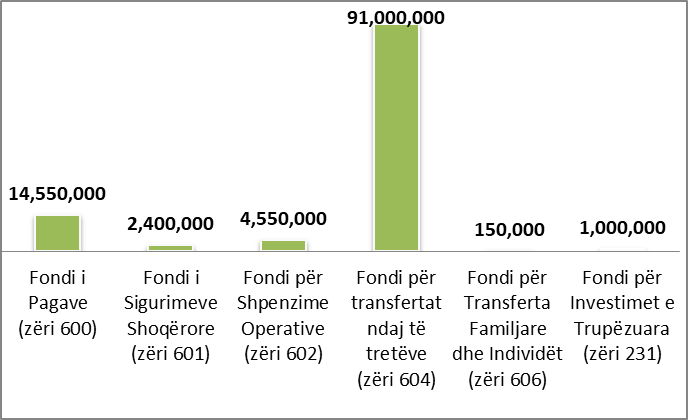 91,000,000
14,550,000
2,400,000
4,550,000
150,000
1,000,000
Fondi i
Pagave
(zëri 600)
Fondi i
Sigurimeve
Shoqërore
(zëri 601)
Fondi për
Shpenzime
Operative
(zëri 602)
Fondi për
transfertat
ndaj të
tretëve
(zëri 604)
Fondi për
Transferta
Familjare
dhe Individët
(zëri 606)
Fondi për
Investimet e
Trupëzuara
(zëri 231)